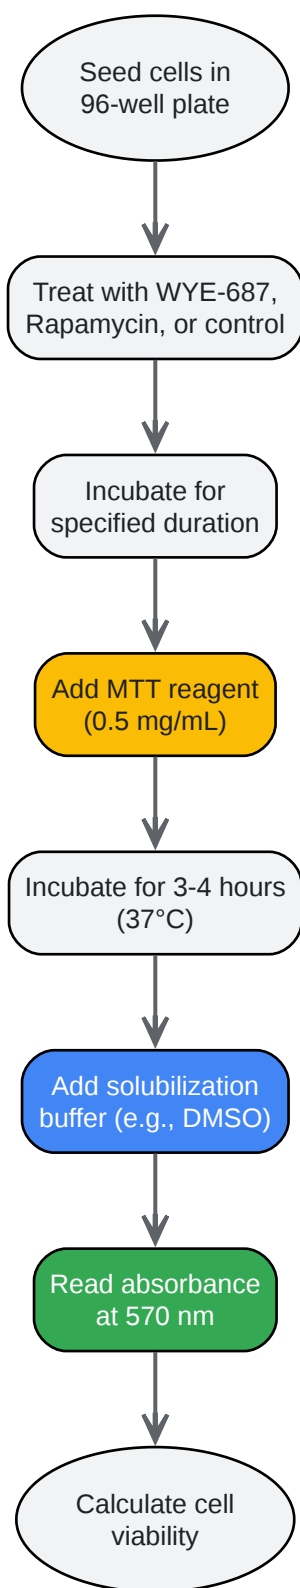 Seed cells in
96-well plate
Treat with WYE-687,
Rapamycin, or control
Incubate for
specified duration
Add MTT reagent
(0.5 mg/mL)
Incubate for 3-4 hours
(37°C)
Add solubilization
buffer (e.g., DMSO)
Read absorbance
at 570 nm
Calculate cell
viability